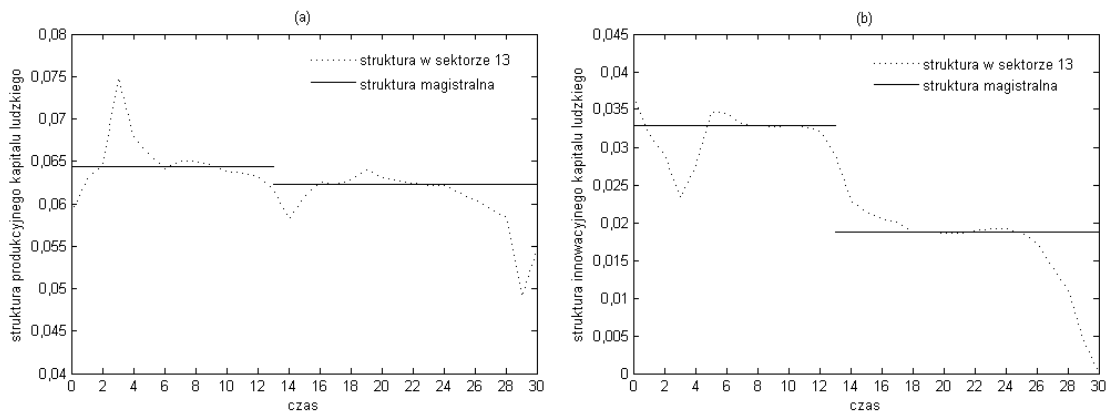 (a)
struktura produkcyjnego kapitalu ludzkiego
0,08
0,075
0,07
0,065
0,06
0,055
0,05
0,045
0,04
struktura w sektorze 13
struktura magistralna
0 2 4 6 8 10 12 14 16 18 20 22 24 26 28 30
czas
(b)
struktura innowacyjnego kapitalu ludzkiego
0,045
0,04
0,035
0,03
0,025
0,02
0,015
0,01
0,005
0
struktura w sektorze 13
struktura magistralna
0 2 4 6 8 10 12 14 16 18 20 22 24 26 28 30
czas